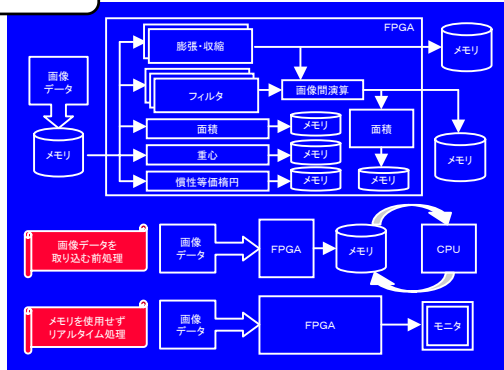 FPGA
膨張・収縮
メモリ
画像
データ
フィルタ
画像間演算
面積
メモリ
面積
メモリ
重心
メモリ
メモリ
慣性等価楕円
メモリ
メモリ
画像データを
取り込む前処理
画像
データ
FPGA
メモリ
CPU
メモリを使用せず
リアルタイム処理
画像
データ
FPGA
モニタ